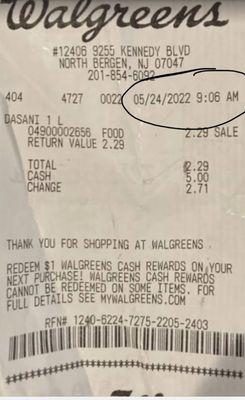 Walgreens
#12406 9255 KENNEDY BLVD
NORTH BERGEN, NJ 07047
201-854-6092
404 4727 0022 05/24/2022 9:06 AM
DASANI 1 L
04900002656 FOOD 2.29 SALE
RETURN VALUE 2.29
TOTAL 2.29
CASH 5.00
CHANGE 2.71
THANK YOU FOR SHOPPING AT WALGREENS
REDEEM $1 WALGREENS CASH REWARDS ON YOUR
NEXT PURCHASE! WALGREENS CASH REWARDS
CANNOT BE REDEEMED ON SOME ITEMS. FOR
FULL DETAILS SEE MYWALGREENS.COM
RFN# 1240-6224-7275-2205-2403